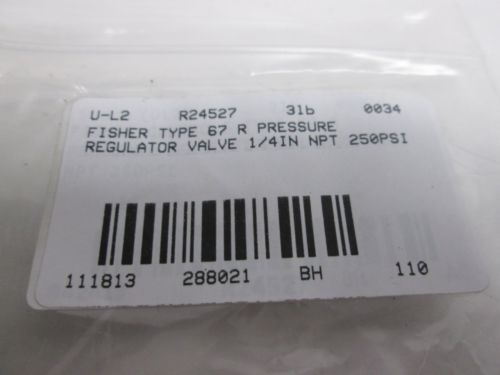 U-L2 R24527 31b 0034
FISHER TYPE 67 R PRESSURE
REGULATOR VALVE 1/4IN NPT 250PSI
111813 288021 BH 110